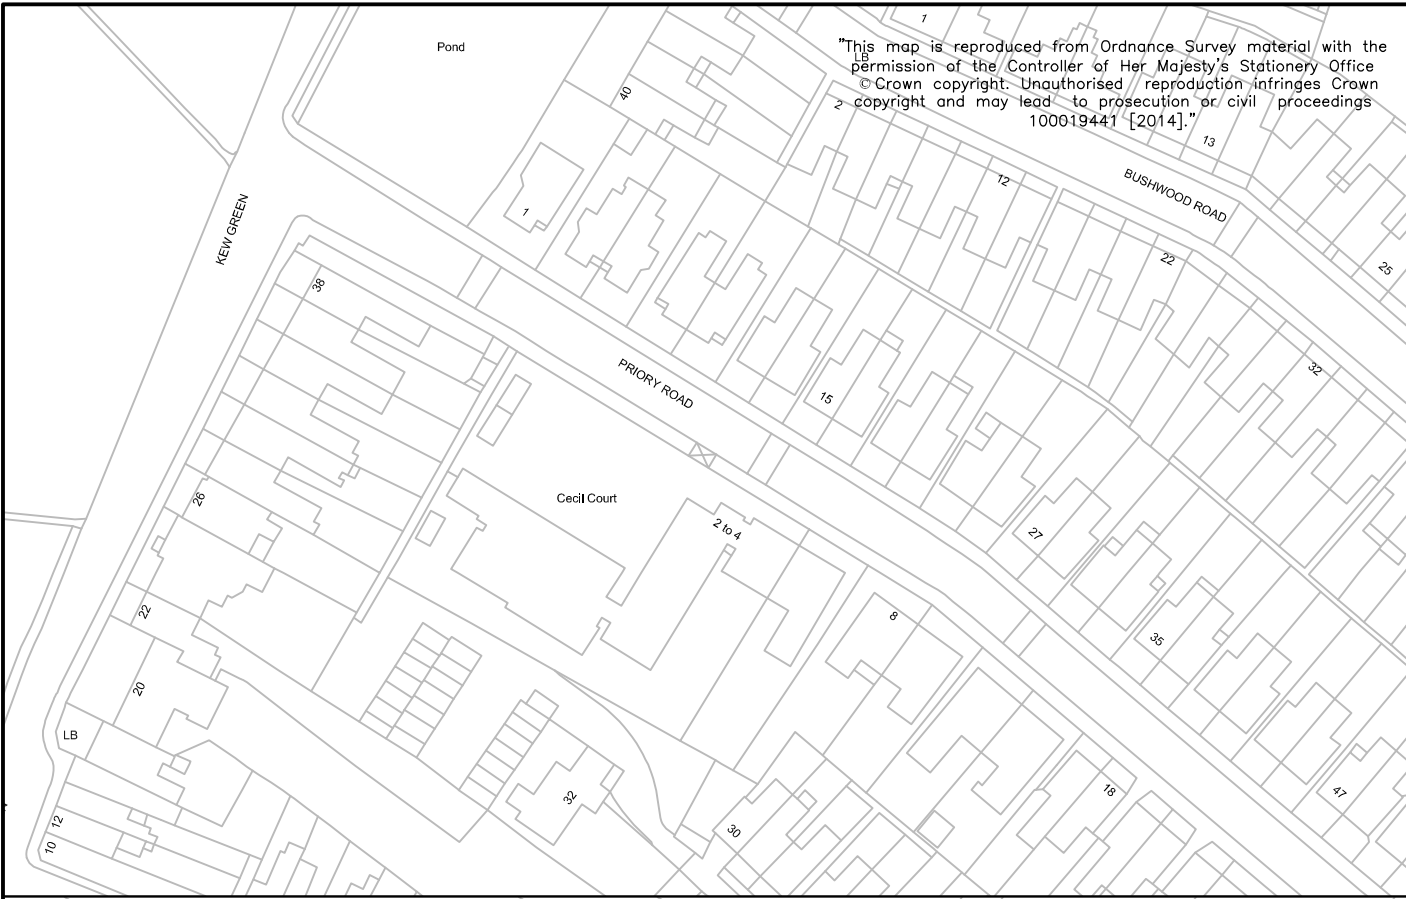 1
Pond
"This map is reproduced from Ordnance Survey material with the
LB
permission of the Controller of Her Majesty's Stationery Office
© Crown copyright. Unauthorised reproduction infringes Crown
copyright and may lead to prosecution or civil proceedings
100019441 [2014]."
40
2
13
12
BUSHWOOD ROAD
1
KEW GREEN
22
25
38
32
PRIORY ROAD
15
26
Cecil Court
2 to 4
27
22
8
35
20
LB
32
18
47
12
30
10